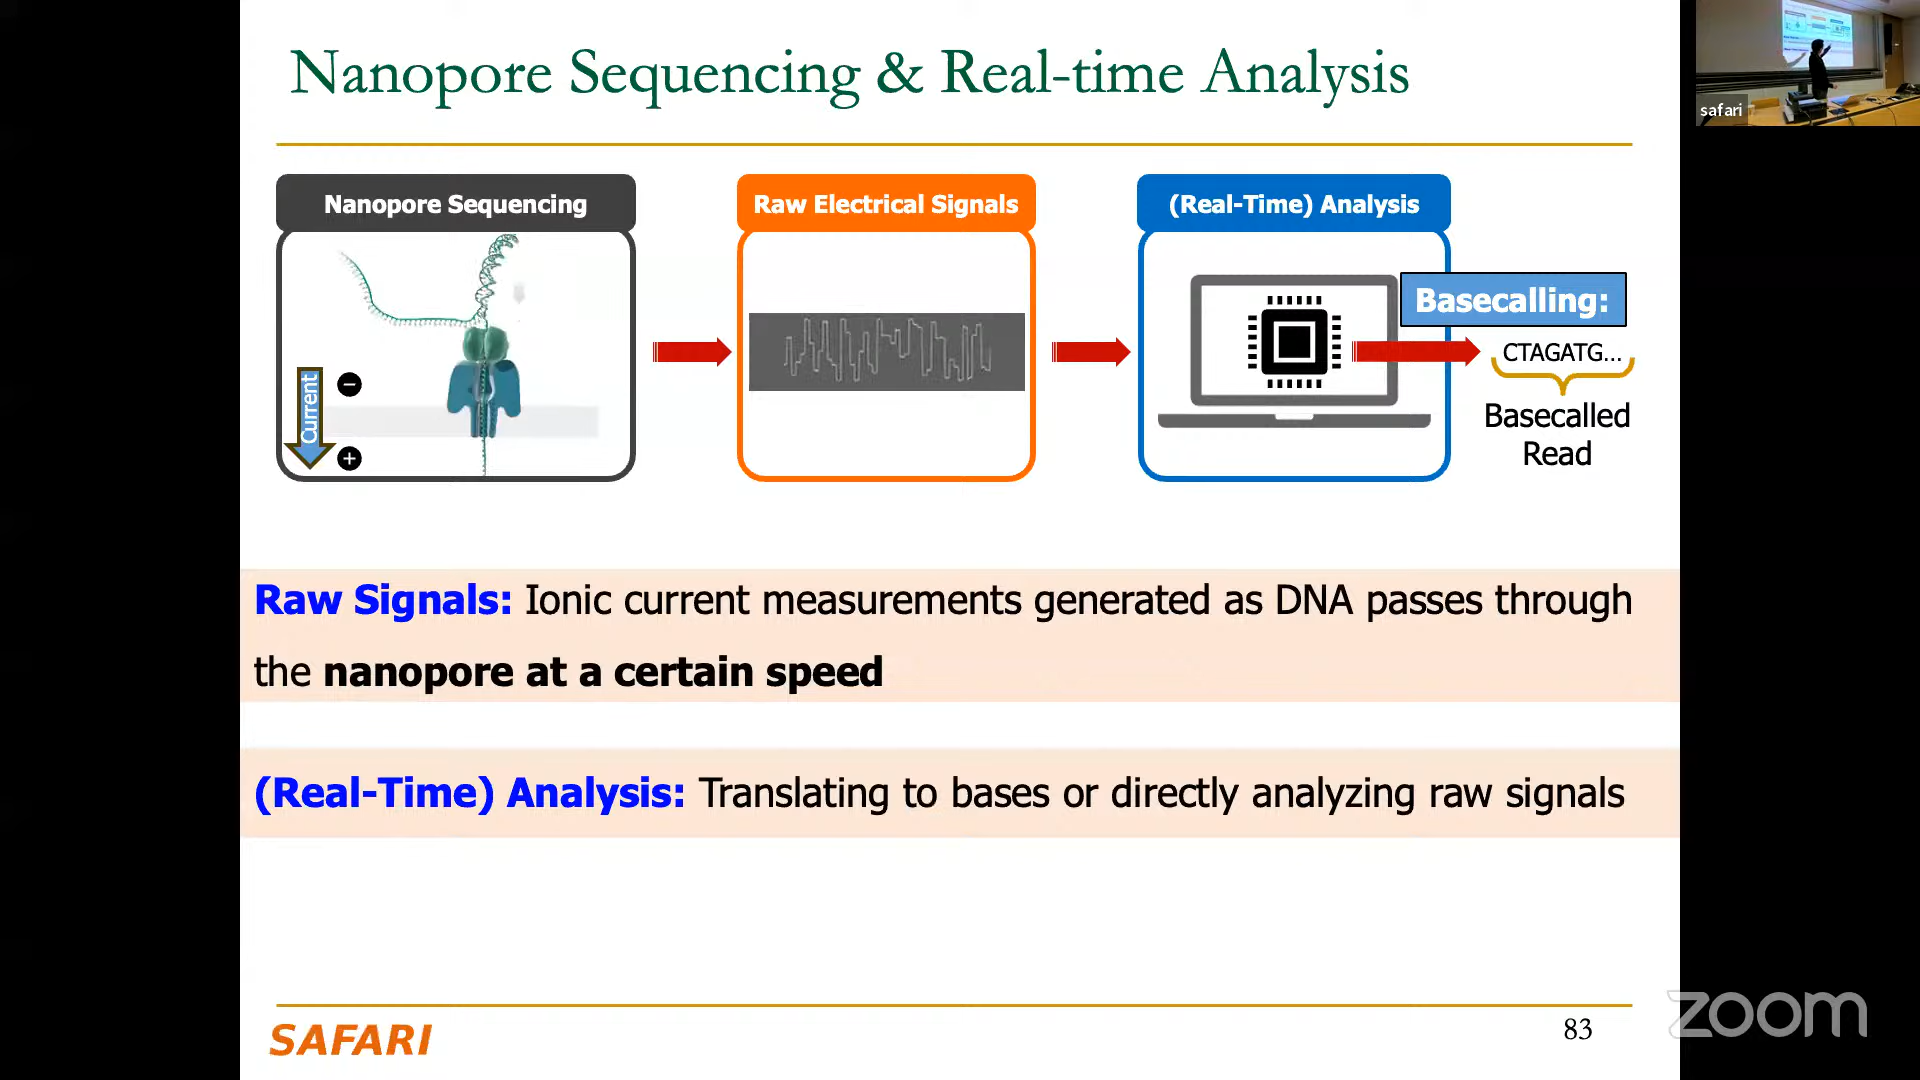 Nanopore Sequencing & Real-time Analysis
safari
Nanopore Sequencing
Raw Electrical Signals
(Real-Time) Analysis
Current
Basecalling:
CTAGATG...
Basecalled
Read
Raw Signals: Ionic current measurements generated as DNA passes through
the nanopore at a certain speed
(Real-Time) Analysis: Translating to bases or directly analyzing raw signals
SAFARI
83
zoom